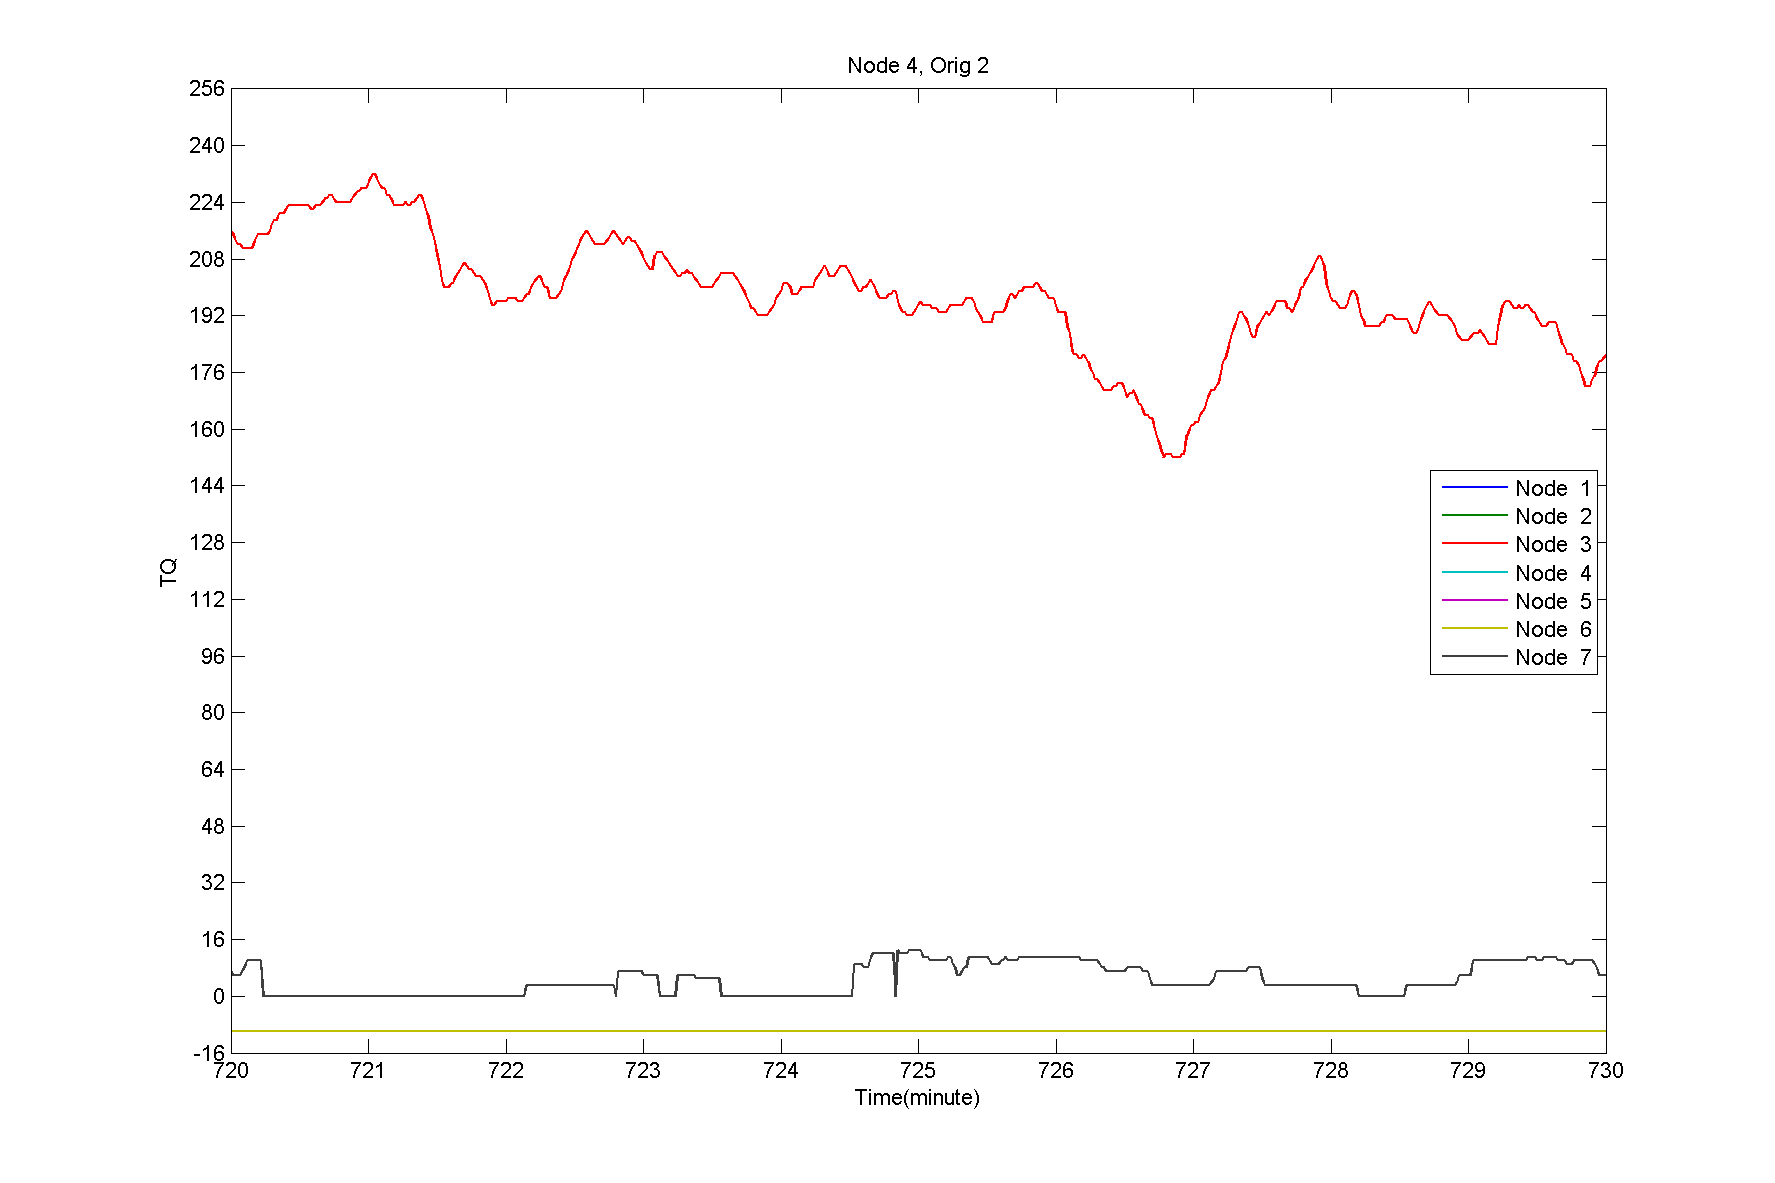 Node 4, Orig 2
256
240
224
208
192
176
160
144
128
112
96
80
64
48
32
16
0
-16
TQ
Node 1
Node 2
Node 3
Node 4
Node 5
Node 6
Node 7
720 721 722 723 724 725 726 727 728 729 730
Time(minute)